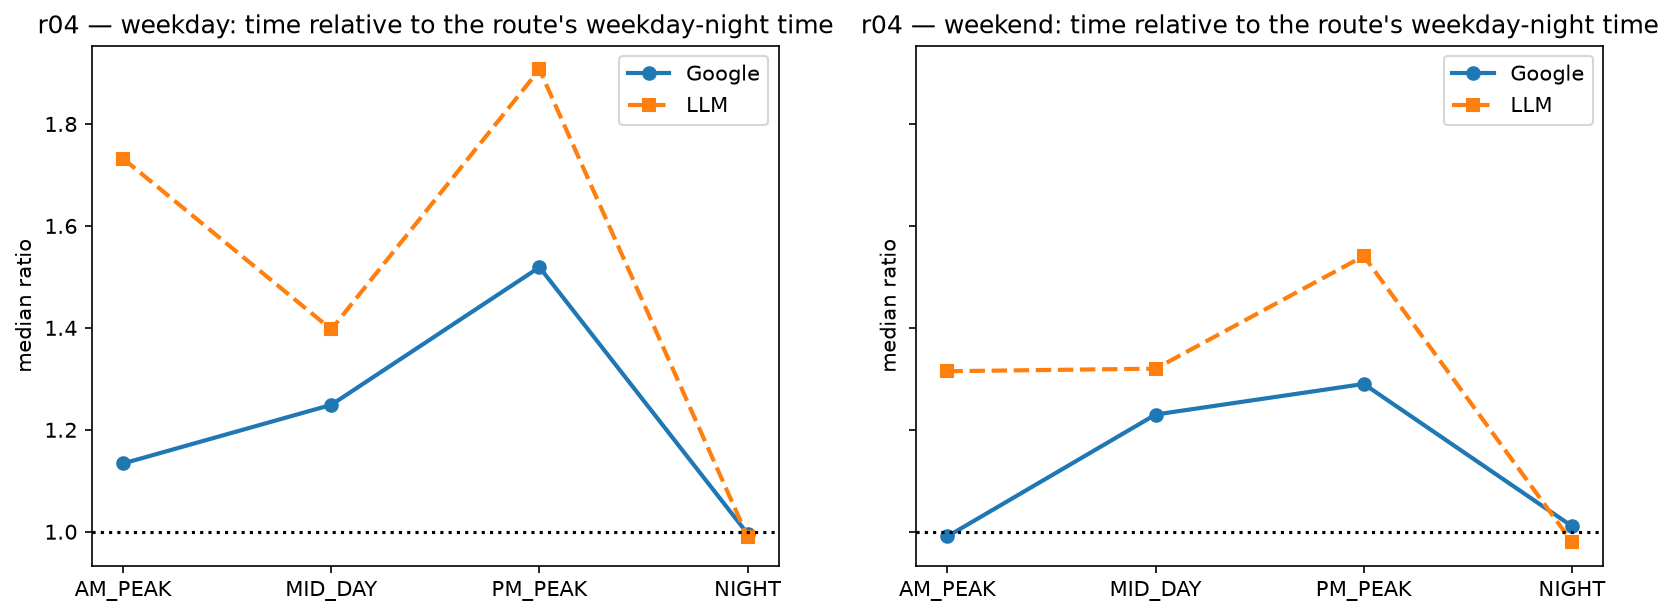 r04 — weekday: time relative to the route's weekday-night time
Google
LLM
median ratio
1.8
1.6
1.4
1.2
1.0
AM_PEAK
MID_DAY
PM_PEAK
NIGHT
r04 — weekend: time relative to the route's weekday-night time
Google
LLM
median ratio
AM_PEAK
MID_DAY
PM_PEAK
NIGHT